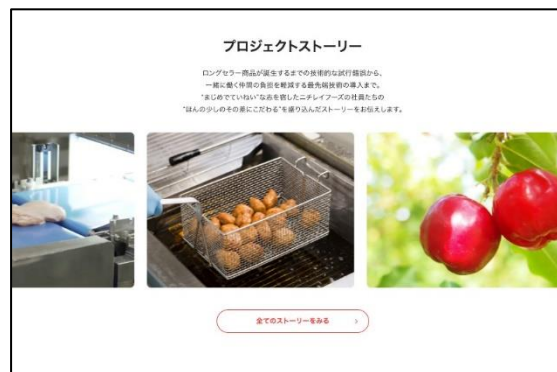 プロジェクトストーリー
ロングセラー商品が誕生するまでの技術的な試行錯誤から、
一緒に働く仲間の負担を軽減する最先端技術の導入まで。
“まじめでていねい”な志を宿したニチレイフーズの社員たちの
“ほんの少しのその差にこだわる”を盛り込んだストーリーをお伝えします。
全てのストーリーをみる